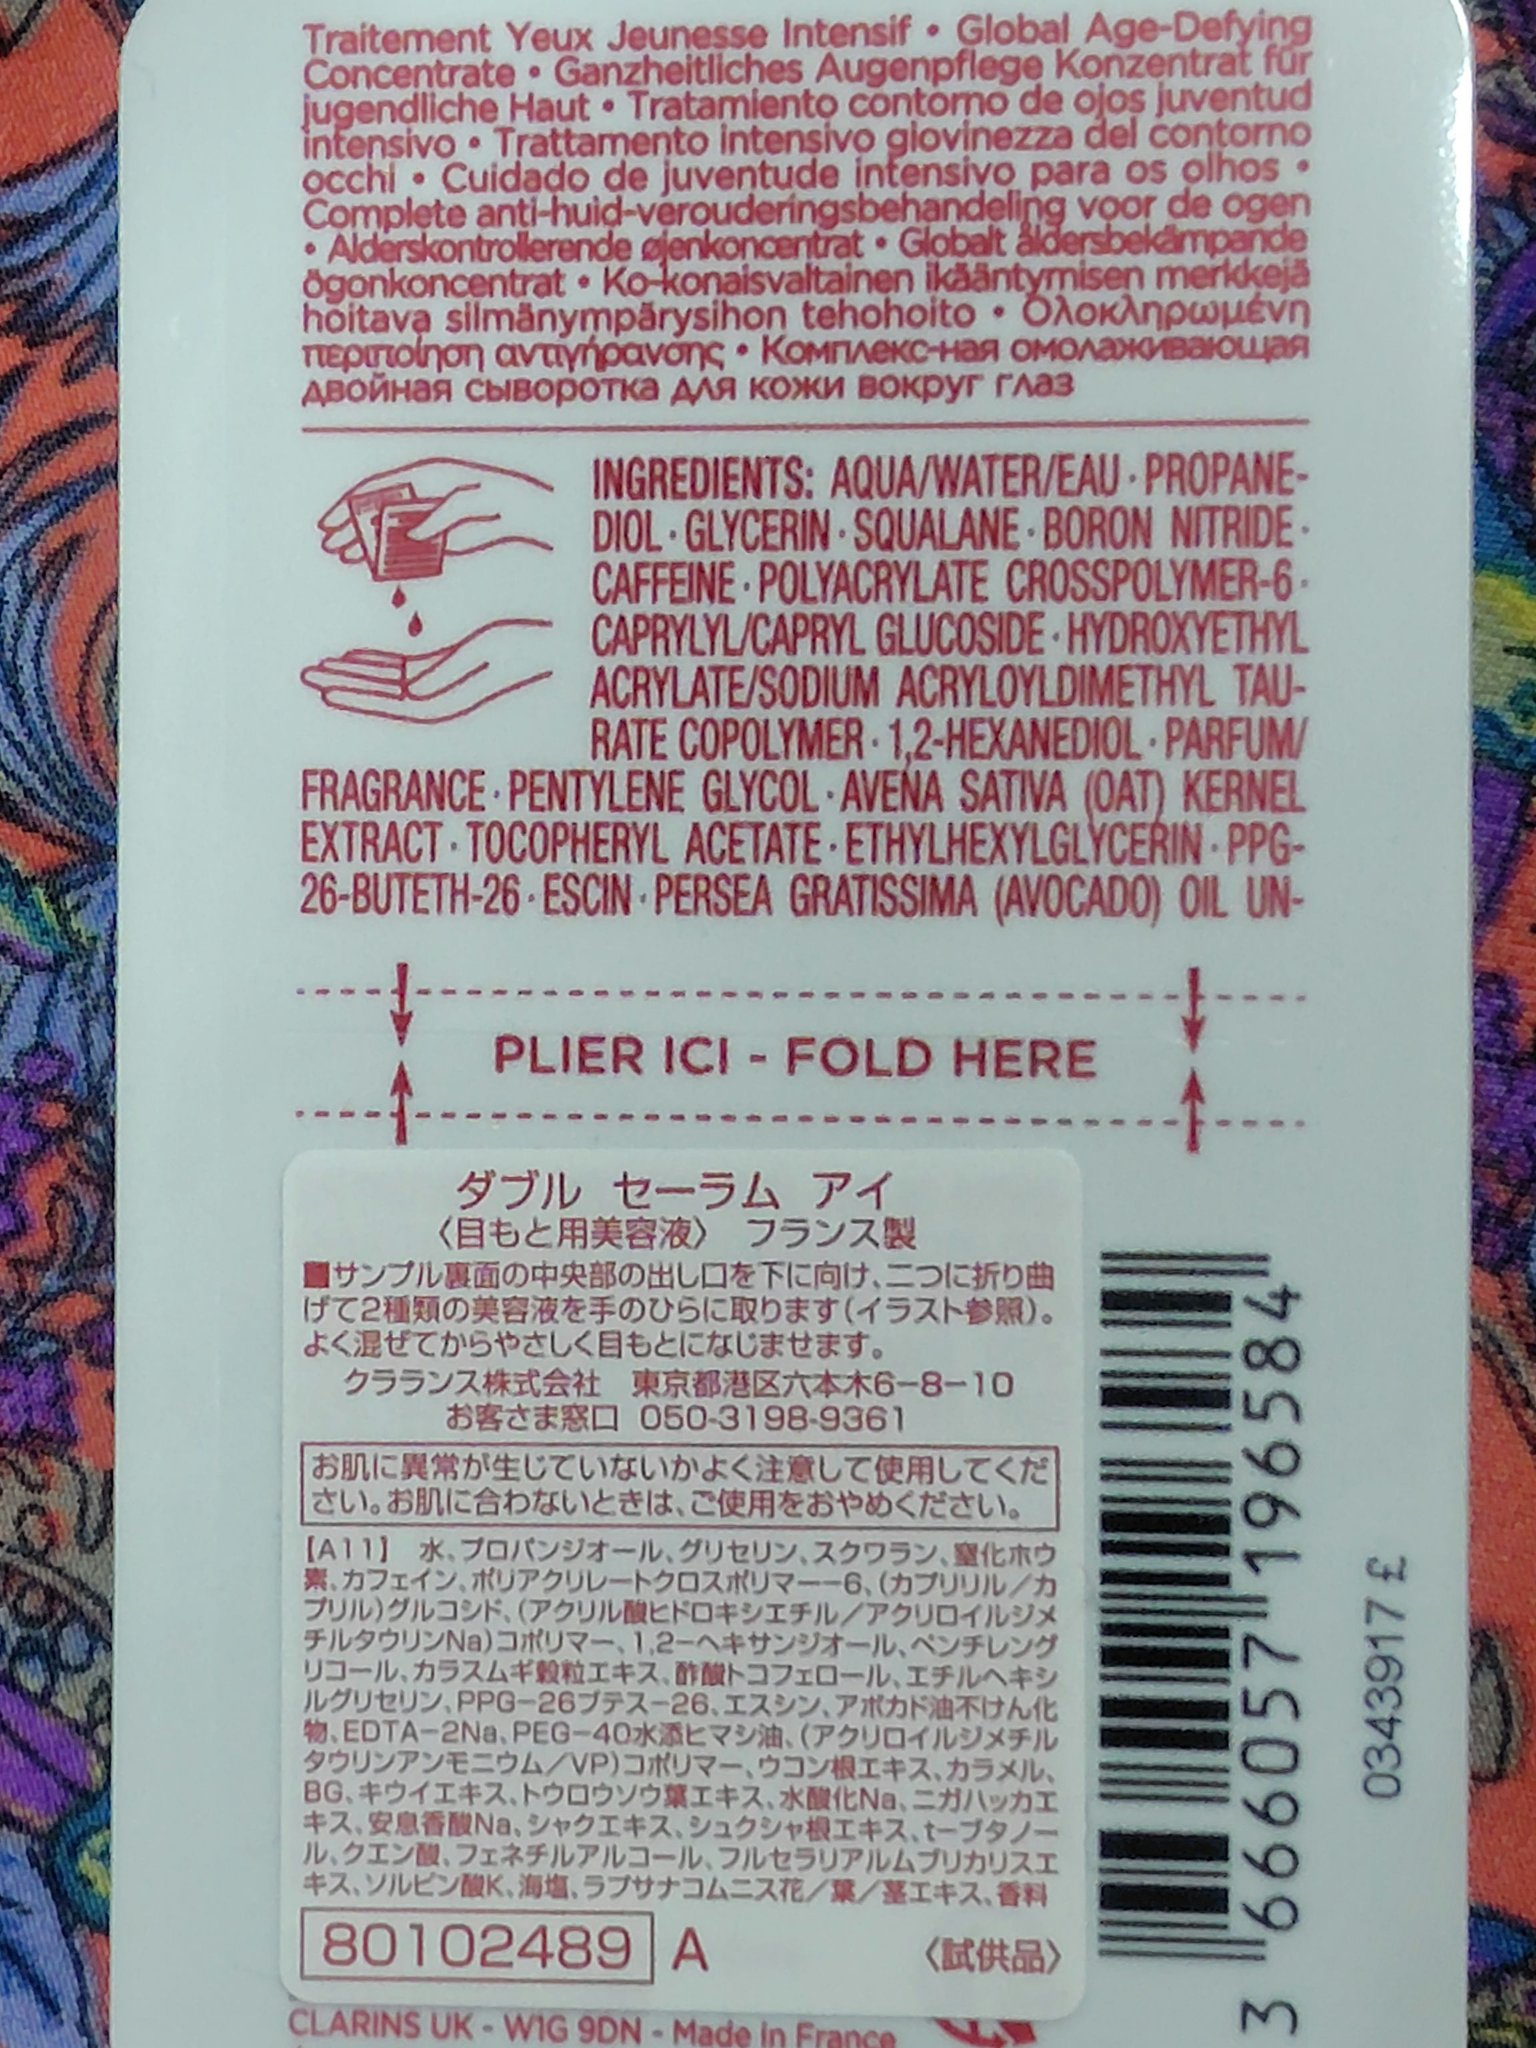 Traitement Yeux Jeunesse Intensif • Global Age-Defying
Concentrate • Ganzheitliches Augenpflege Konzentrat für
jugendliche Haut • Tratamiento contorno de ojos juventud
intensivo • Trattamento intensivo giovinezza del contorno
occhi • Cuidado de juventude intensivo para os olhos •
Complete anti-huid-verouderingsbehandeling voor de ogen
• Alderskontrollerende øjenkoncentrat • Globalt åldersbekämpande
ögonkoncentrat • Ko-konaisvaltainen ikääntymisen merkkejä
hoitava silmänympärysihon tehohoito • Ολοκληρωμένη
περιποίηση αντιγήρανσης • Комплекс-ная омолаживающая
двойная сыворотка для кожи вокруг глаз
INGREDIENTS: AQUA/WATER/EAU · PROPANE-
DIOL · GLYCERIN · SQUALANE · BORON NITRIDE ·
CAFFEINE · POLYACRYLATE CROSSPOLYMER-6 ·
CAPRYLYL/CAPRYL GLUCOSIDE · HYDROXYETHYL
ACRYLATE/SODIUM ACRYLOYLDIMETHYL TAU-
RATE COPOLYMER · 1,2-HEXANEDIOL · PARFUM/
FRAGRANCE · PENTYLENE GLYCOL · AVENA SATIVA (OAT) KERNEL
EXTRACT · TOCOPHERYL ACETATE · ETHYLHEXYLGLYCERIN · PPG-
26-BUTETH-26 · ESCIN · PERSEA GRATISSIMA (AVOCADO) OIL UN-
PLIER ICI - FOLD HERE
ダブル セーラム アイ
〈目もと用美容液〉 フランス製
■サンプル裏面の中央部の出し口を下に向け、二つに折り曲
げて2種類の美容液を手のひらに取ります(イラスト参照)。
よく混ぜてからやさしく目もとになじませます。
クラランス株式会社 東京都港区六本木6-8-10
お客さま窓口 050-3198-9361
お肌に異常が生じていないかよく注意して使用してくだ
さい。お肌に合わないときは、ご使用をおやめください。
【A11】 水、プロパンジオール、グリセリン、スクワラン、窒化ホウ
素、カフェイン、ポリアクリレートクロスポリマー-6、(カプリリル/カ
プリル)グルコシド、(アクリル酸ヒドロキシエチル/アクリロイルジメ
チルタウリンNa)コポリマー、1,2-ヘキサンジオール、ペンチレング
リコール、カラスムギ穀粒エキス、酢酸トコフェロール、エチルヘキシ
ルグリセリン、PPG-26ブテス-26、エスシン、アボカド油不けん化
物、EDTA-2Na、PEG-40水添ヒマシ油、(アクリロイルジメチル
タウリンアンモニウム/VP)コポリマー、ウコン根エキス、カラメル、
BG、キウイエキス、トウロウソウ葉エキス、水酸化Na、ニガハッカエ
キス、安息香酸Na、シャクエキス、シュクシャ根エキス、t-ブタノー
ル、クエン酸、フェネチルアルコール、フルセラリアルムブリカリスエ
キス、ソルビン酸K、海塩、ラプサナコムニス花/葉/茎エキス、香料
80102489 A 〈試供品〉
3 666057 196584
0343917 £
CLARINS UK - W1G 9DN - Made in France